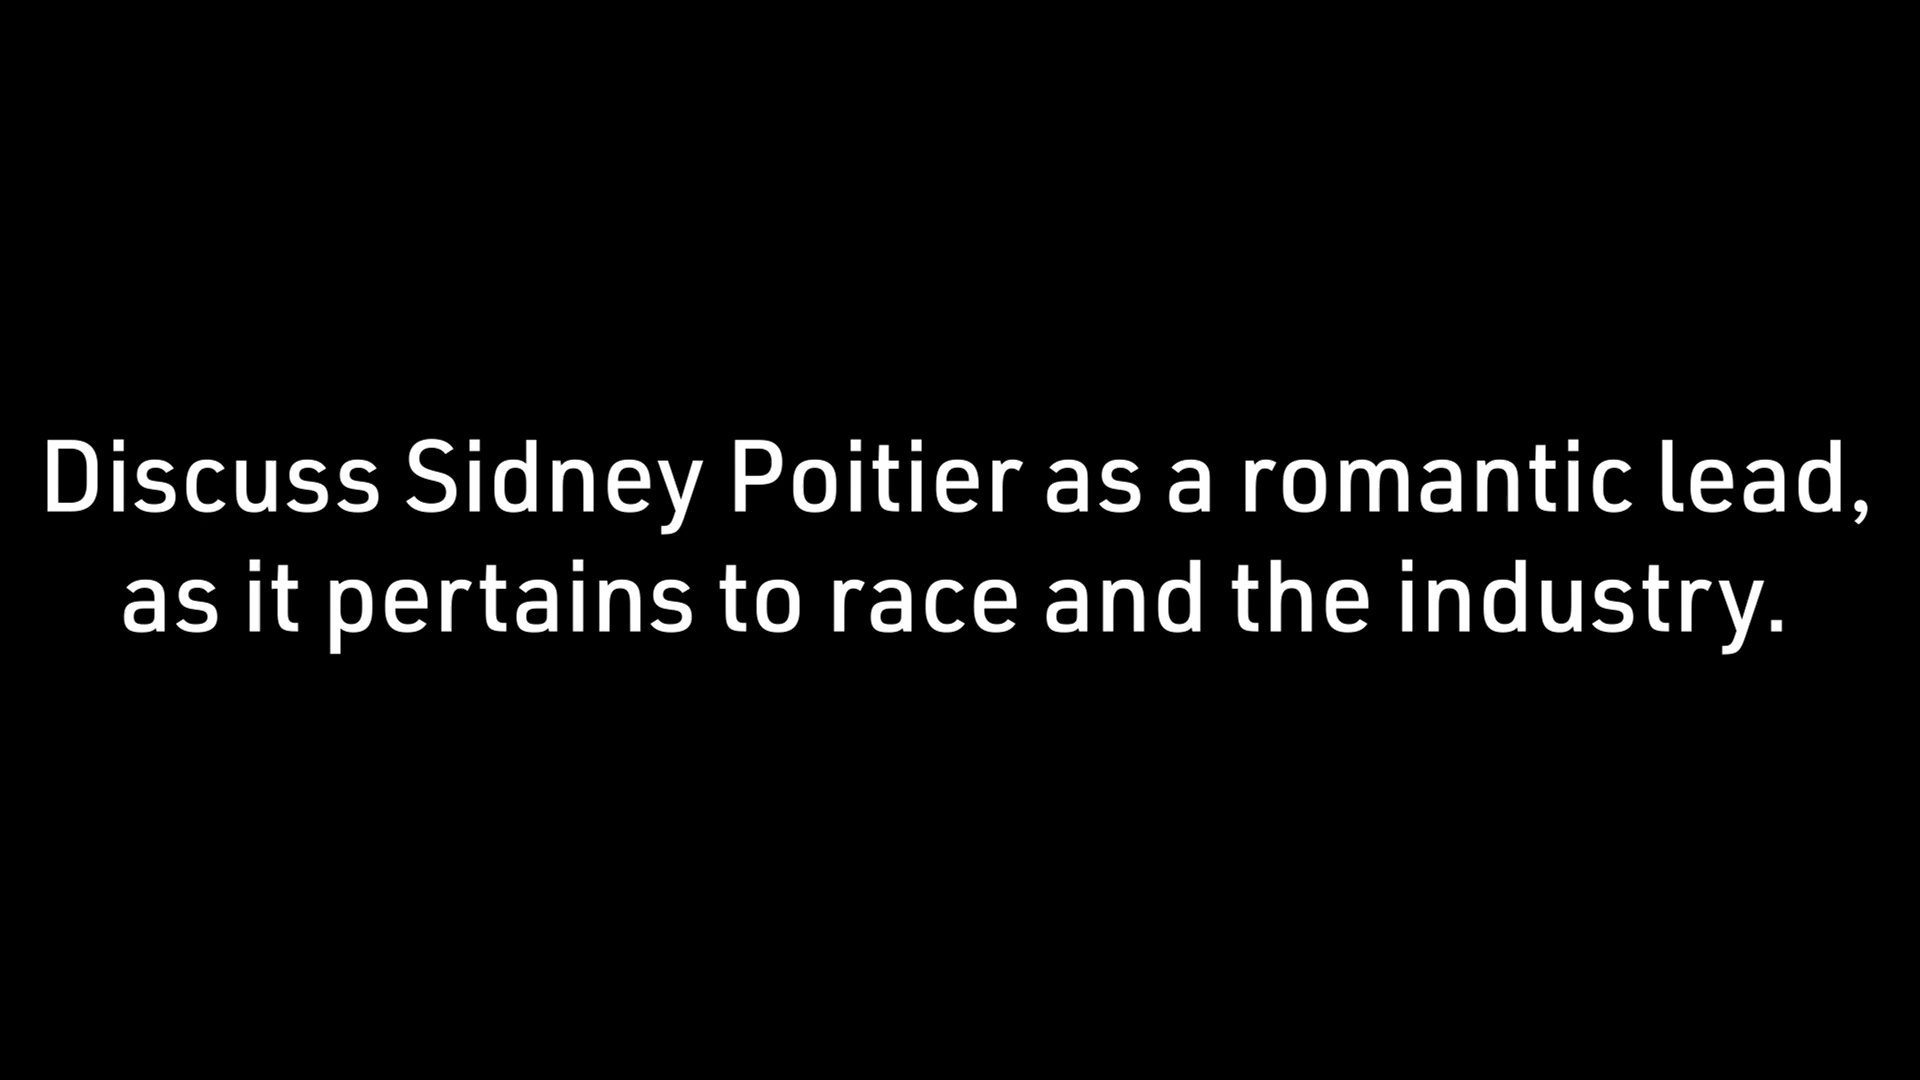 Discuss Sidney Poitier as a romantic lead,
as it pertains to race and the industry.